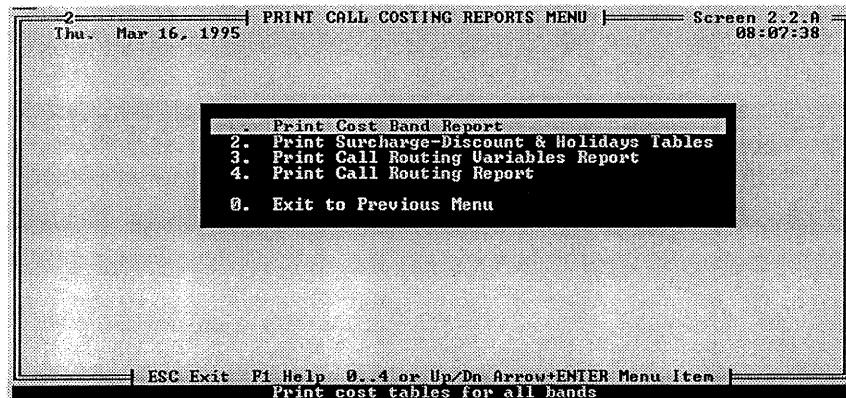 2 PRINT CALL COSTING REPORTS MENU Screen 2.2.A
Thu. Mar 16, 1995 08:07:38
. Print Cost Band Report
2. Print Surcharge-Discount & Holidays Tables
3. Print Call Routing Variables Report
4. Print Call Routing Report
0. Exit to Previous Menu
ESC Exit F1 Help 0..4 or Up/Dn Arrow+ENTER Menu Item
Print cost tables for all bands